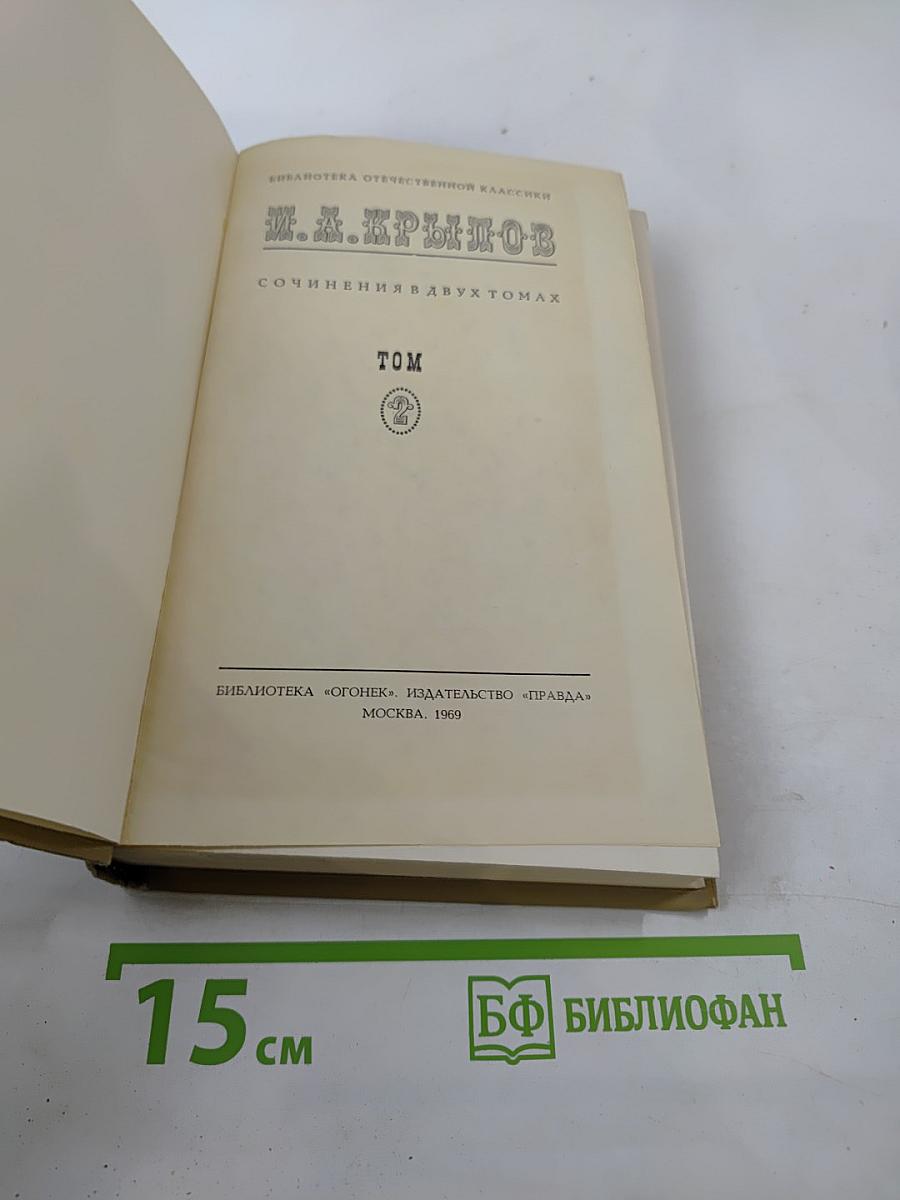 БИБЛИОТЕКА ОТЕЧЕСТВЕННОЙ КЛАССИКИ
И.А.КРЫЛОВ
СОЧИНЕНИЯ В ДВУХ ТОМАХ
ТОМ
2
БИБЛИОТЕКА «ОГОНЕК». ИЗДАТЕЛЬСТВО «ПРАВДА»
МОСКВА. 1969
15 см
БФ БИБЛИОФАН